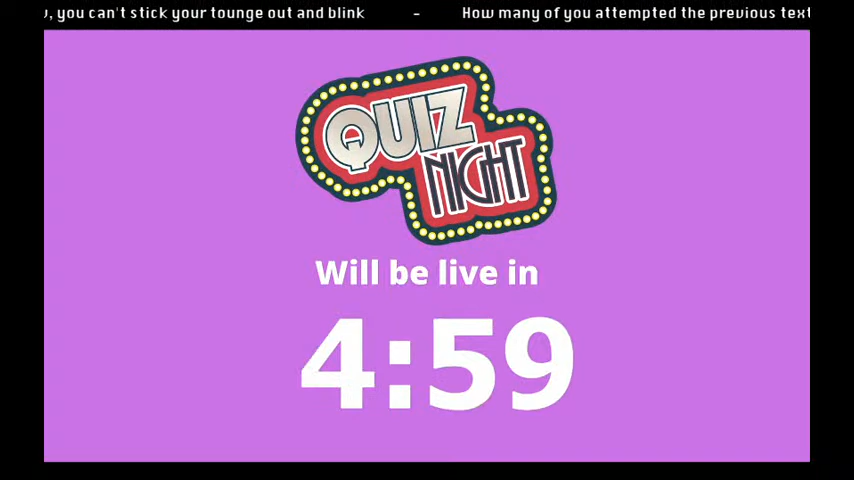 , you can't stick your tounge out and blink - How many of you attempted the previous text
QUIZ
NIGHT
Will be live in
4:59